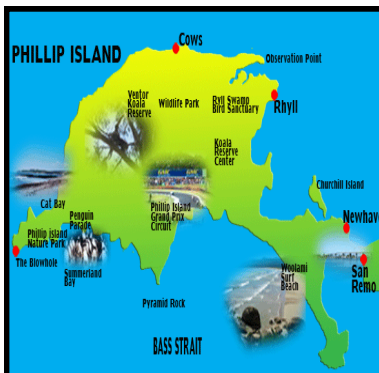 PHILLIP ISLAND
Cows
Observation Point
Ventor
Koala
Reserve
Wildlife Park
Ryll Swamp
Bird Sanctuary
Rhyll
Koala
Reserve
Center
Churchill Island
Cat Bay
Penguin
Parade
Phillip Island
Grand Prix
Circuit
Newhave
Phillip Island
Nature Park
The Blowhole
Summerland
Bay
Woolami
Surf
Beach
San
Remo
Pyramid Rock
BASS STRAIT